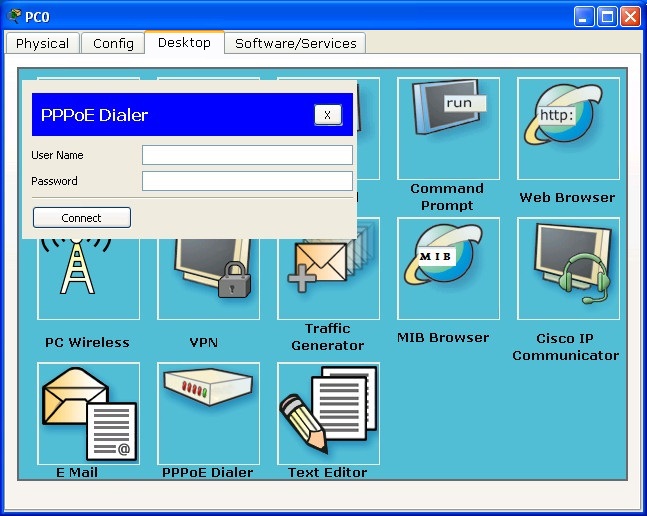 PC0
Physical
Config
Desktop
Software/Services
PPPoE Dialer
X
User Name
Password
Connect
run
http:
Command
Prompt
Web Browser
MIB
PC Wireless
VPN
Traffic
Generator
MIB Browser
Cisco IP
Communicator
@
E Mail
PPPoE Dialer
Text Editor